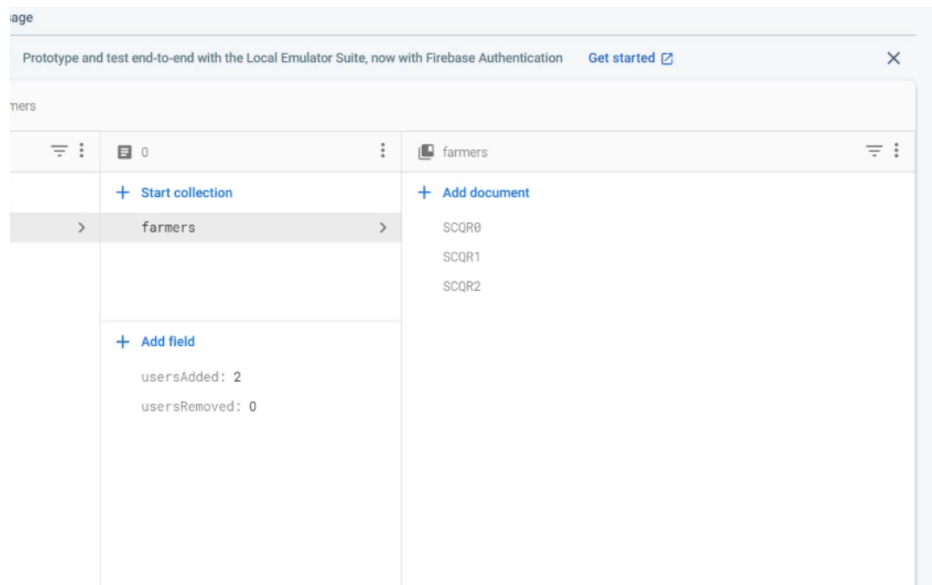 sage
Prototype and test end-to-end with the Local Emulator Suite, now with Firebase Authentication Get started
mers
0
Start collection
farmers
Add field
usersAdded: 2
usersRemoved: 0
farmers
Add document
SCQR0
SCQR1
SCQR2